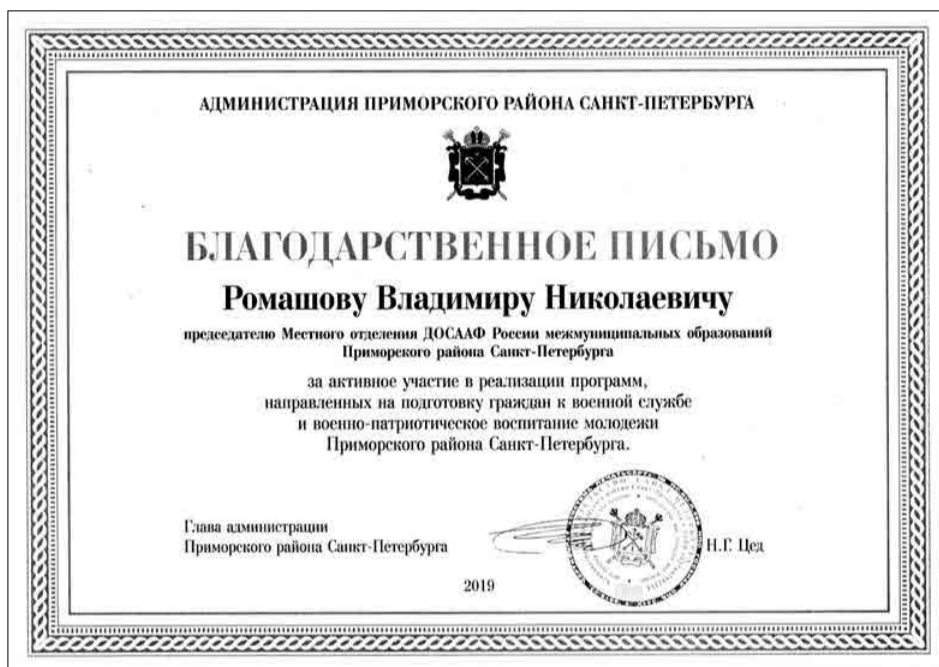 АДМИНИСТРАЦИЯ ПРИМОРСКОГО РАЙОНА САНКТ-ПЕТЕРБУРГА
БЛАГОДАРСТВЕННОЕ ПИСЬМО
Ромашову Владимиру Николаевичу
председателю Местного отделения ДОСААФ России межмуниципальных образований
Приморского района Санкт-Петербурга
за активное участие в реализации программ,
направленных на подготовку граждан к военной службе
и военно-патриотическое воспитание молодежи
Приморского района Санкт-Петербурга.
Глава администрации
Приморского района Санкт-Петербурга
Н.Г. Цед
2019